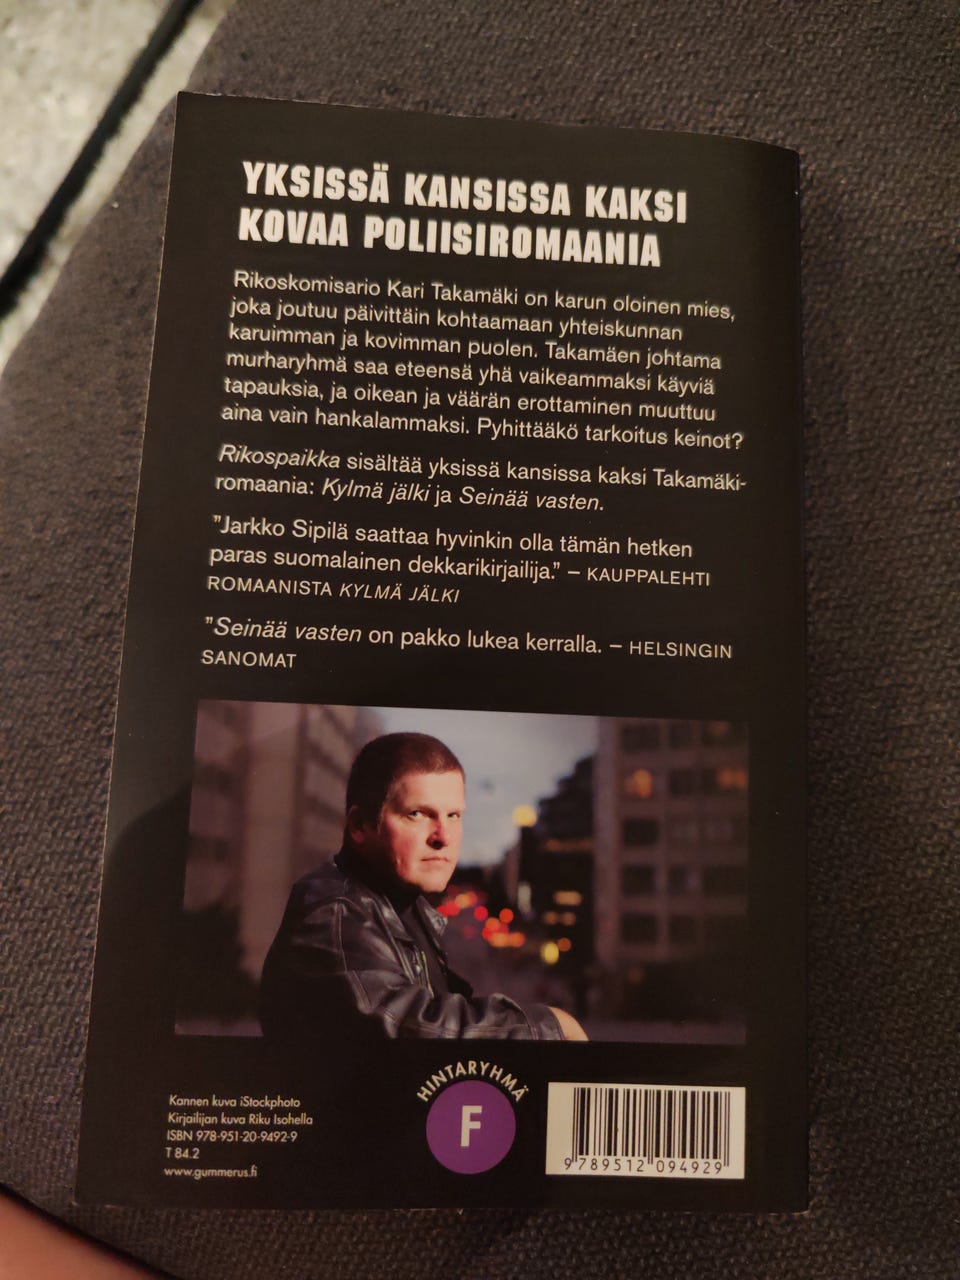 YKSISSÄ KANSISSA KAKSI
KOVAA POLIISIROMAANIA
Rikoskomisario Kari Takamäki on karun oloinen mies,
joka joutuu päivittäin kohtaamaan yhteiskunnan
karuimman ja kovimman puolen. Takamäen johtama
murharyhmä saa eteensä yhä vaikeammaksi käyviä
tapauksia, ja oikean ja väärän erottaminen muuttuu
aina vain hankalammaksi. Pyhittääkö tarkoitus keinot?
Rikospaikka sisältää yksissä kansissa kaksi Takamäki-
romaania: Kylmä jälki ja Seinää vasten.
"Jarkko Sipilä saattaa hyvinkin olla tämän hetken
paras suomalainen dekkarikirjailija." – KAUPPALEHTI
ROMAANISTA KYLMÄ JÄLKI
"Seinää vasten on pakko lukea kerralla. – HELSINGIN
SANOMAT
Kannen kuva iStockphoto
Kirjailijan kuva Riku Isohella
ISBN 978-951-20-9492-9
T 84.2
www.gummerus.fi
HINTARYHMÄ
F
9 789512 094929